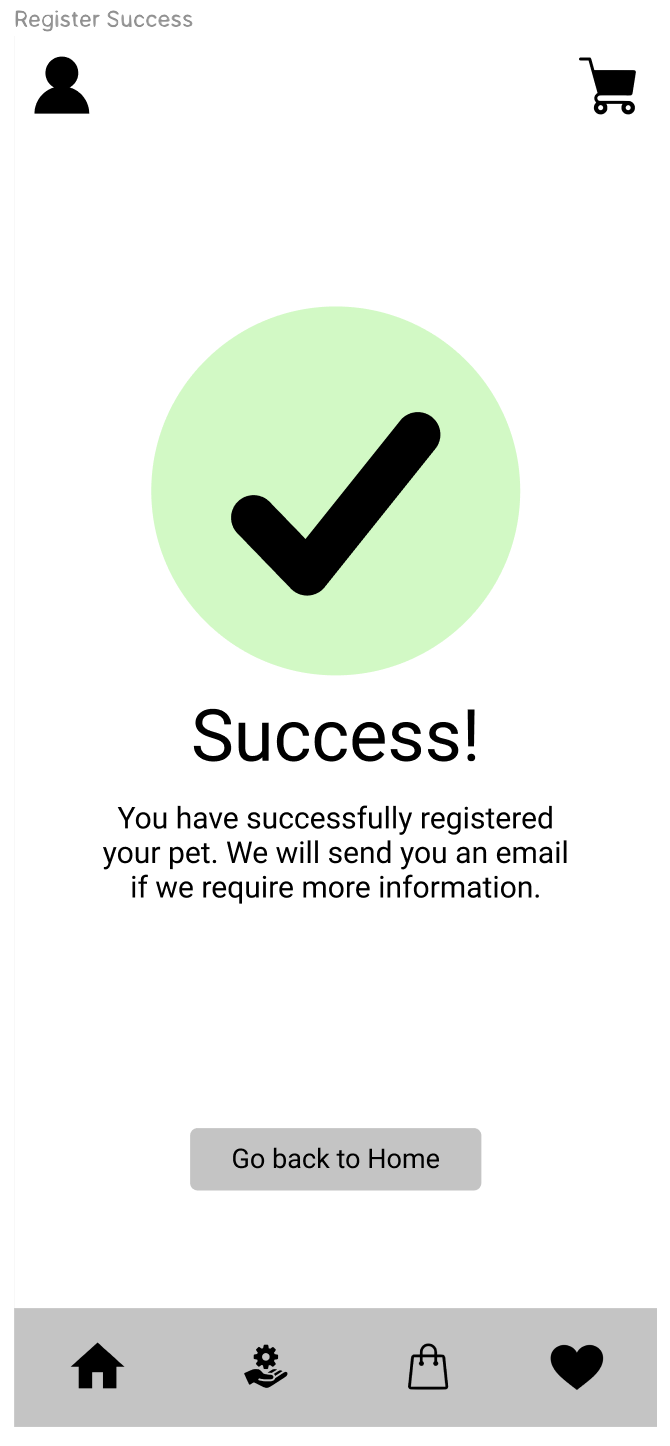 Register Success
Success!
You have successfully registered
your pet. We will send you an email
if we require more information.
Go back to Home